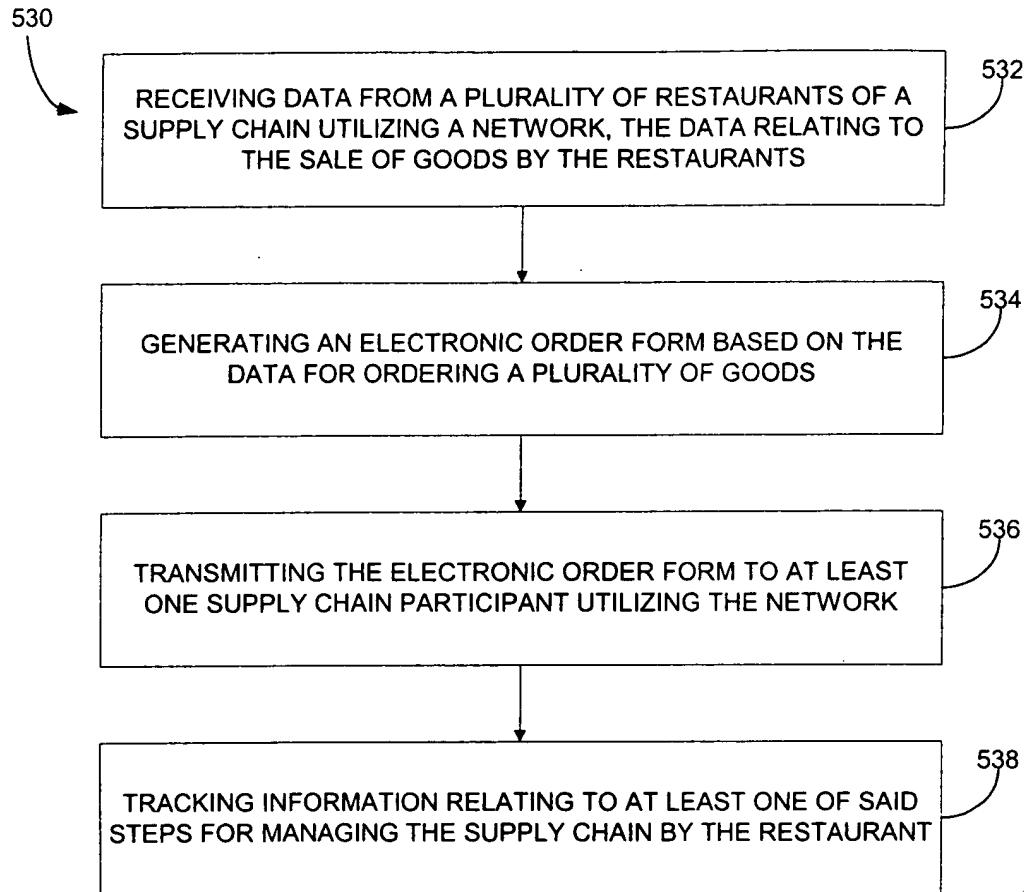 530
532
RECEIVING DATA FROM A PLURALITY OF RESTAURANTS OF A
SUPPLY CHAIN UTILIZING A NETWORK, THE DATA RELATING TO
THE SALE OF GOODS BY THE RESTAURANTS
534
GENERATING AN ELECTRONIC ORDER FORM BASED ON THE
DATA FOR ORDERING A PLURALITY OF GOODS
536
TRANSMITTING THE ELECTRONIC ORDER FORM TO AT LEAST
ONE SUPPLY CHAIN PARTICIPANT UTILIZING THE NETWORK
538
TRACKING INFORMATION RELATING TO AT LEAST ONE OF SAID
STEPS FOR MANAGING THE SUPPLY CHAIN BY THE RESTAURANT